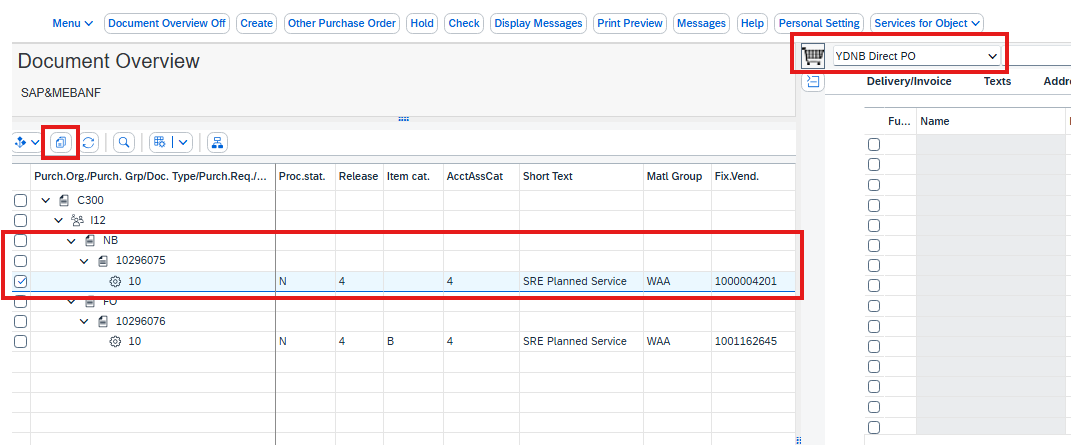 Menu Document Overview Off Create Other Purchase Order Hold Check Display Messages Print Preview Messages Help Personal Setting Services for Object
Document Overview
YDNB Direct PO
Delivery/Invoice Texts Addr
SAP&MEBANF
Fu... Name
Purch.Org./Purch. Grp/Doc. Type/Purch.Req./... Proc.stat. Release Item cat. AcctAssCat Short Text Matl Group Fix.Vend.
C300
I12
NB
10296075
10 N 4 4 SRE Planned Service WAA 1000004201
FO
10296076
10 N 4 B 4 SRE Planned Service WAA 1001162645